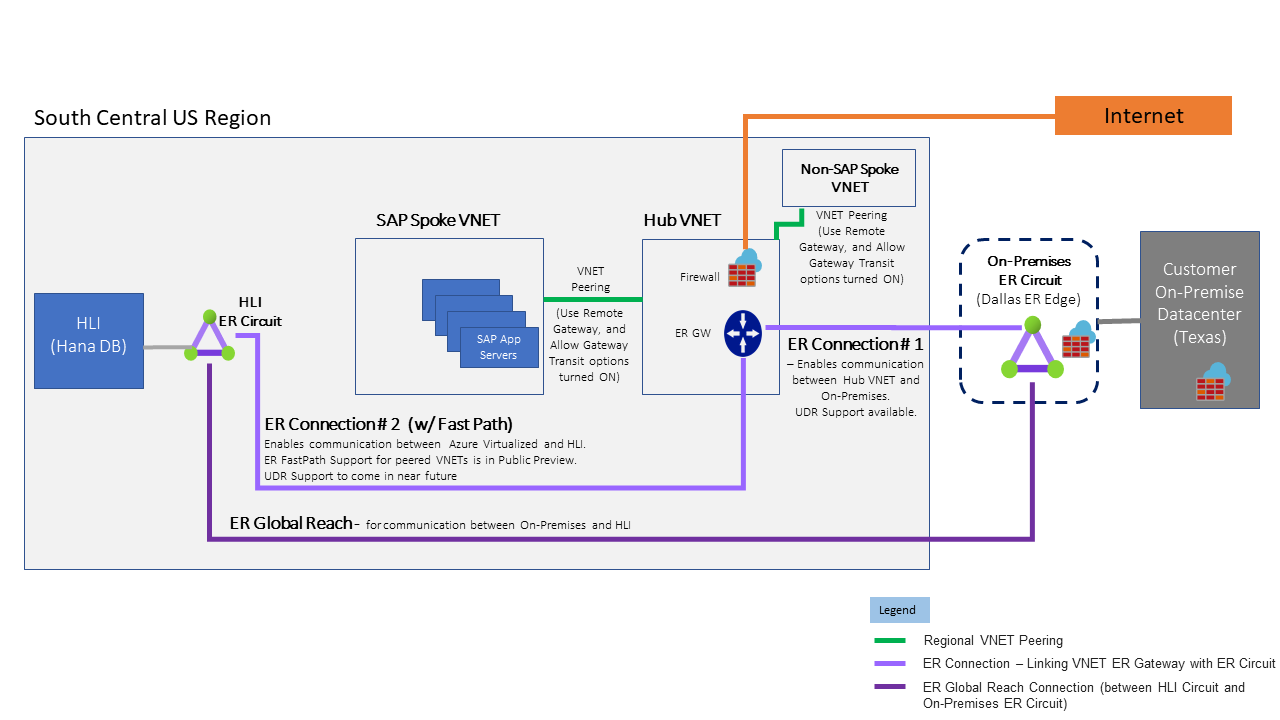 South Central US Region
Internet
Non-SAP Spoke
VNET
SAP Spoke VNET
Hub VNET
VNET Peering
(Use Remote
Gateway, and Allow
Gateway Transit
options turned ON)
Firewall
VNET
Peering
(Use Remote
Gateway, and
Allow Gateway
Transit options
turned ON)
On-Premises
ER Circuit
(Dallas ER Edge)
Customer
On-Premise
Datacenter
(Texas)
HLI
(Hana DB)
HLI
ER Circuit
SAP App
Servers
ER GW
ER Connection # 1
– Enables communication
between Hub VNET and
On-Premises.
UDR Support available.
ER Connection # 2 (w/ Fast Path)
Enables communication between Azure Virtualized and HLI.
ER FastPath Support for peered VNETs is in Public Preview.
UDR Support to come in near future
ER Global Reach - for communication between On-Premises and HLI
Legend
Regional VNET Peering
ER Connection – Linking VNET ER Gateway with ER Circuit
ER Global Reach Connection (between HLI Circuit and
On-Premises ER Circuit)